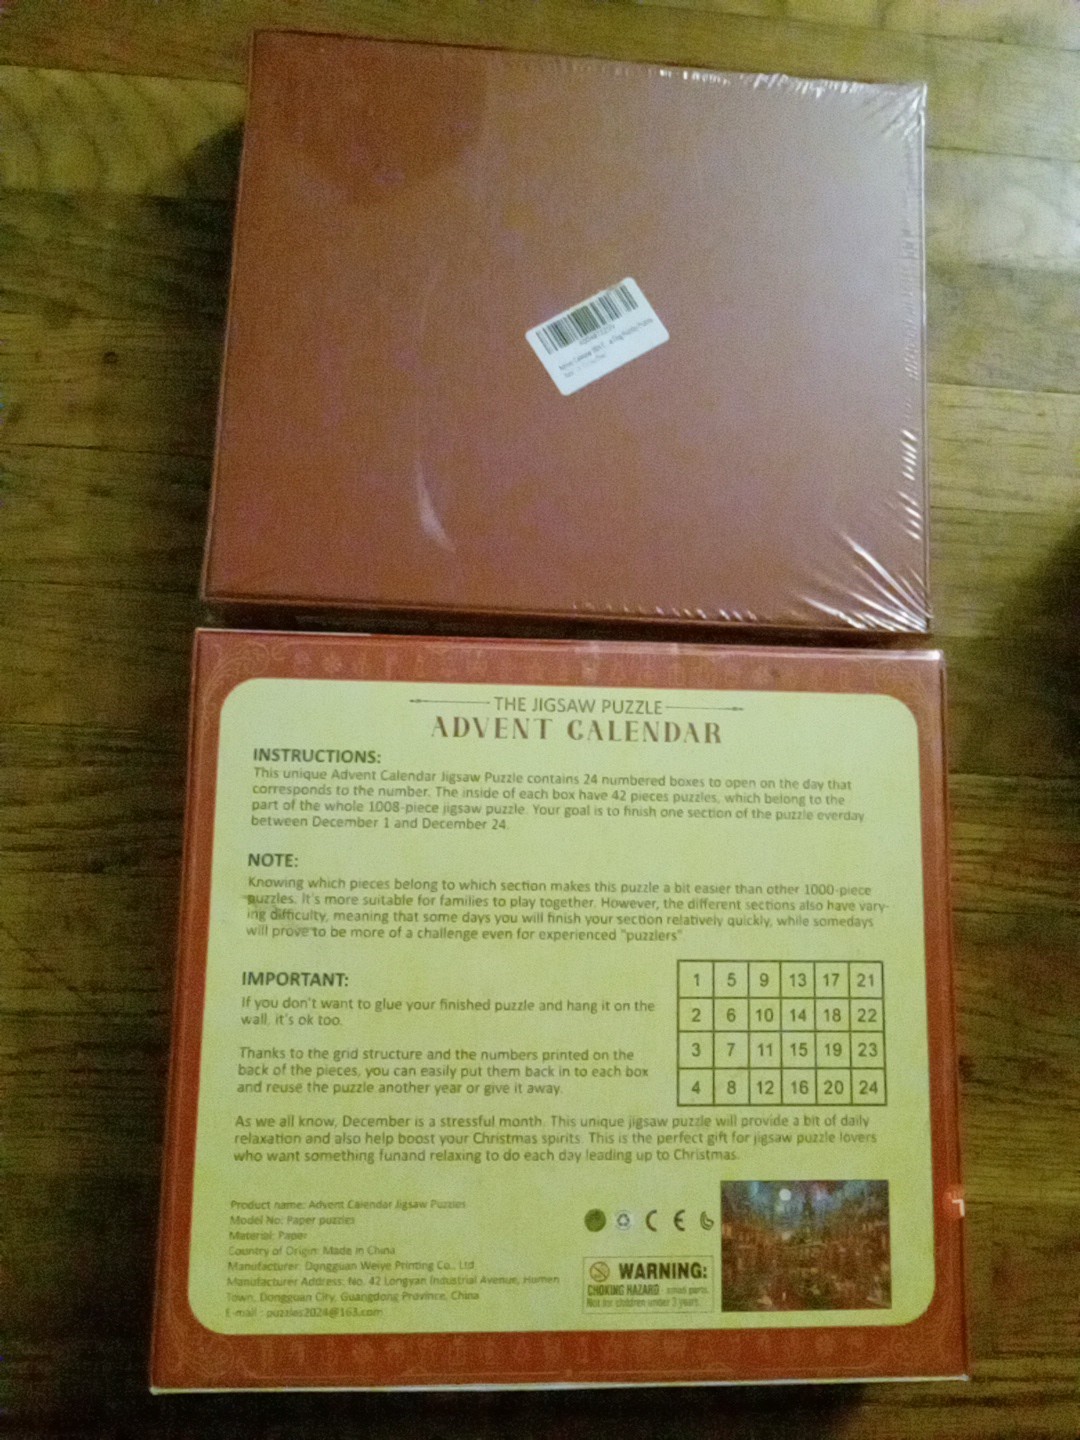 THE JIGSAW PUZZLE
ADVENT CALENDAR
INSTRUCTIONS:
This unique Advent Calendar Jigsaw Puzzle contains 24 numbered boxes to open on the day that
corresponds to the number. The inside of each box have 42 pieces puzzles, which belong to the
part of the whole 1008-piece jigsaw puzzle. Your goal is to finish one section of the puzzle everday
between December 1 and December 24.
NOTE:
Knowing which pieces belong to which section makes this puzzle a bit easier than other 1000-piece
puzzles. It's more suitable for families to play together. However, the different sections also have vary-
ing difficulty, meaning that some days you will finish your section relatively quickly, while somedays
will prove to be more of a challenge even for experienced "puzzlers"
IMPORTANT:
If you don't want to glue your finished puzzle and hang it on the
wall, it's ok too.
Thanks to the grid structure and the numbers printed on the
back of the pieces, you can easily put them back in to each box
and reuse the puzzle another year or give it away.
1 5 9 13 17 21
2 6 10 14 18 22
3 7 11 15 19 23
4 8 12 16 20 24
As we all know, December is a stressful month. This unique jigsaw puzzle will provide a bit of daily
relaxation and also help boost your Christmas spirits. This is the perfect gift for jigsaw puzzle lovers
who want something funand relaxing to do each day leading up to Christmas.
Product name: Advent Calendar Jigsaw Puzzles
Model No: Paper puzzles
Material: Paper
Country of Origin: Made in China
Manufacturer: Dongguan Weiye Printing Co., Ltd
Manufacturer Address: No. 42 Longyan Industrial Avenue, Humen
Town, Dongguan City, Guangdong Province, China
E-mail: puzzles2024@163.com
CE
WARNING:
CHOKING HAZARD - small parts.
Not for children under 3 years.